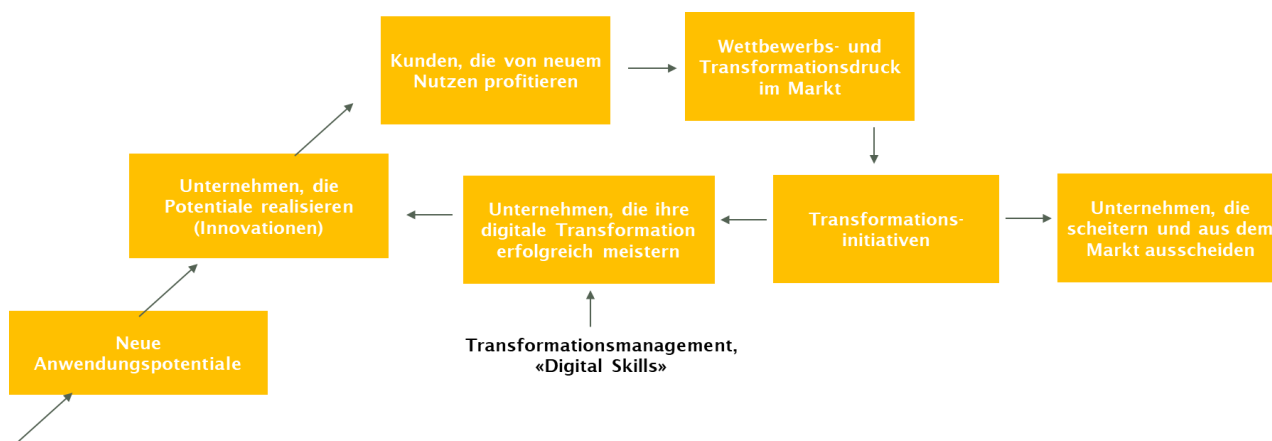 Kunden, die von neuem
Nutzen profitieren
Wettbewerbs- und
Transformationsdruck
im Markt
Unternehmen, die
Potentiale realisieren
(Innovationen)
Unternehmen, die ihre
digitale Transformation
erfolgreich meistern
Transformations-
initiativen
Unternehmen, die
scheitern und aus dem
Markt ausscheiden
Neue
Anwendungspotentiale
Transformationsmanagement,
«Digital Skills»